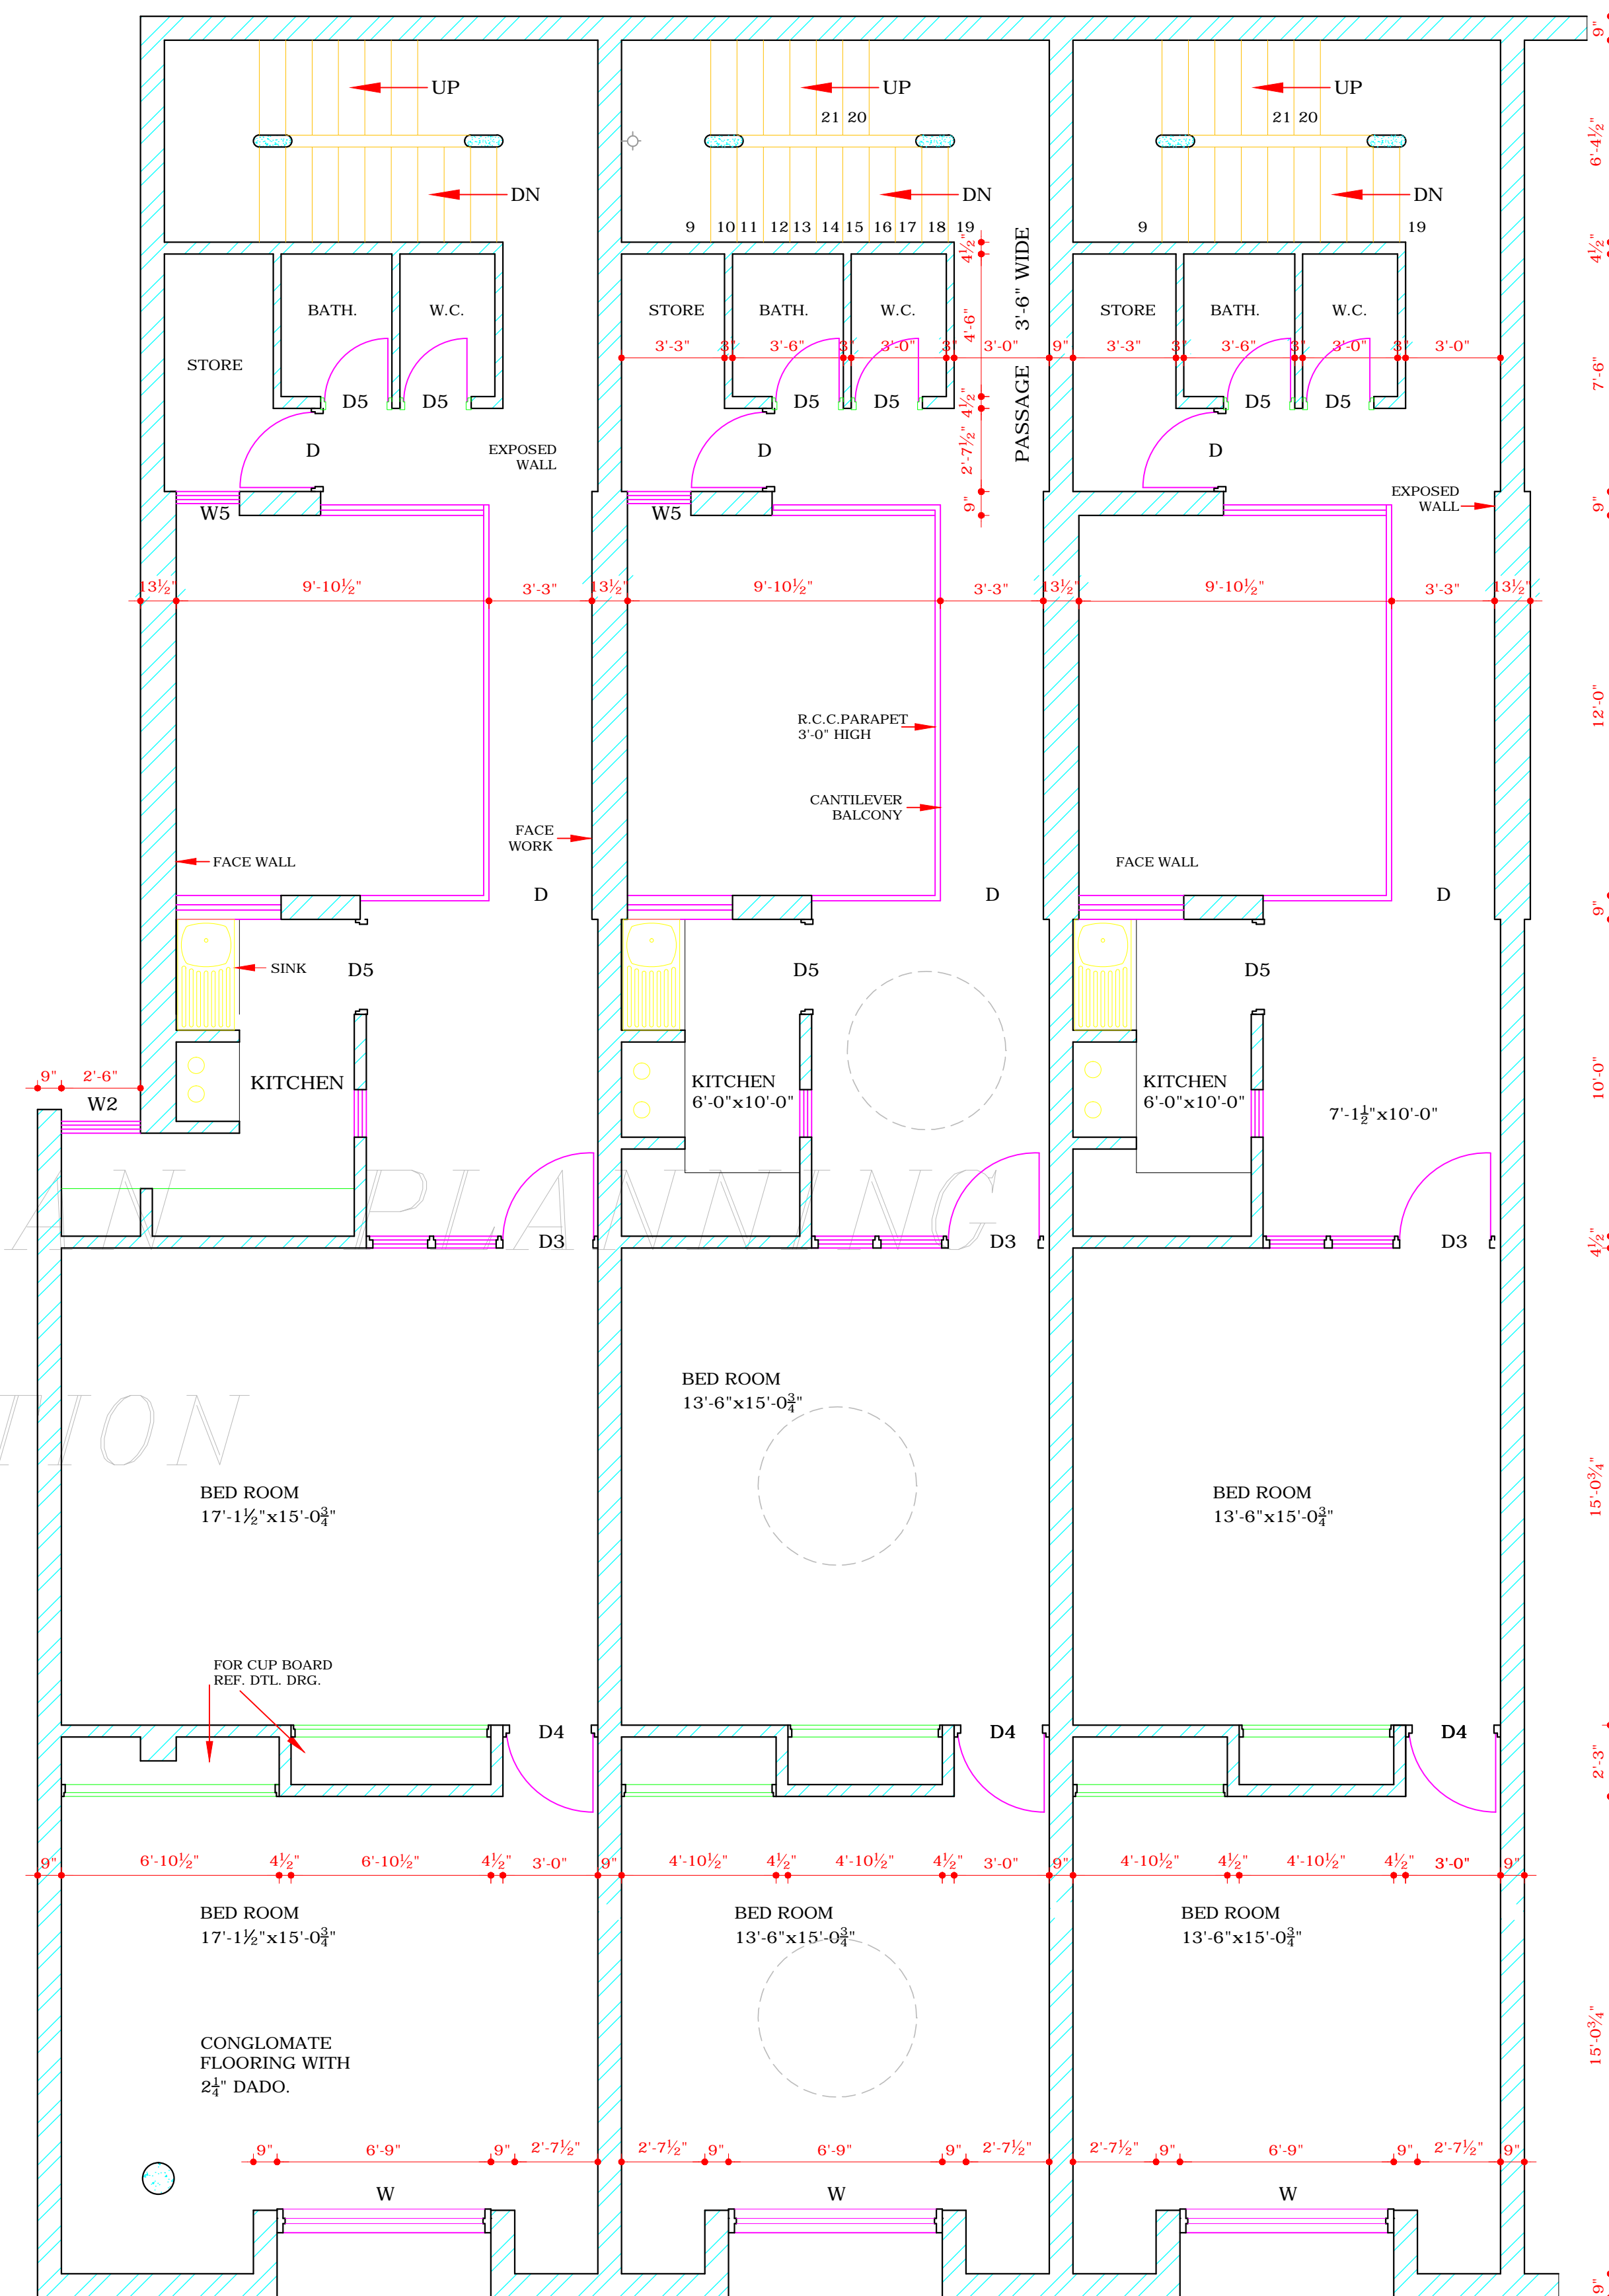 9"
UP
UP
UP
21 20
21 20
6'-4½"
DN
DN
DN
9 10 11 12 13 14 15 16 17 18 19
9 19
4½"
4½"
PASSAGE 3'-6" WIDE
STORE
BATH.
W.C.
STORE
BATH.
W.C.
STORE
BATH.
W.C.
4'-6"
3'-3" 3" 3'-6" 3" 3'-0" 3" 3'-0" 9" 3'-3" 3" 3'-6" 3" 3'-0" 3" 3'-0"
7'-6"
D5
D5
D5
D5
D5
D5
4½"
D
D
D
EXPOSED
WALL
2'-7½"
EXPOSED
WALL
W5
W5
9"
9"
13½" 9'-10½" 3'-3" 13½" 9'-10½" 3'-3" 13½" 9'-10½" 3'-3" 13½"
12'-0"
R.C.C.PARAPET
3'-0" HIGH
CANTILEVER
BALCONY
FACE
WORK
FACE WALL
FACE WALL
D
D
D
9"
SINK
D5
D5
D5
9" 2'-6"
W2
KITCHEN
KITCHEN
6'-0"x10'-0"
KITCHEN
6'-0"x10'-0"
7'-1½"x10'-0"
10'-0"
AN PLANNING
D3
D3
D3
4½"
BED ROOM
13'-6"x15'-0¾"
TION
BED ROOM
17'-1½"x15'-0¾"
BED ROOM
13'-6"x15'-0¾"
15'-0¾"
FOR CUP BOARD
REF. DTL. DRG.
D4
D4
D4
2'-3"
9" 6'-10½" 4½" 6'-10½" 4½" 3'-0" 9" 4'-10½" 4½" 4'-10½" 4½" 3'-0" 9" 4'-10½" 4½" 4'-10½" 4½" 3'-0" 9"
BED ROOM
17'-1½"x15'-0¾"
BED ROOM
13'-6"x15'-0¾"
BED ROOM
13'-6"x15'-0¾"
15'-0¾"
CONGLOMATE
FLOORING WITH
2¼" DADO.
9" 6'-9" 9" 2'-7½" 2'-7½" 9" 6'-9" 9" 2'-7½" 2'-7½" 9" 6'-9" 9" 2'-7½" 9"
W
W
W
9"